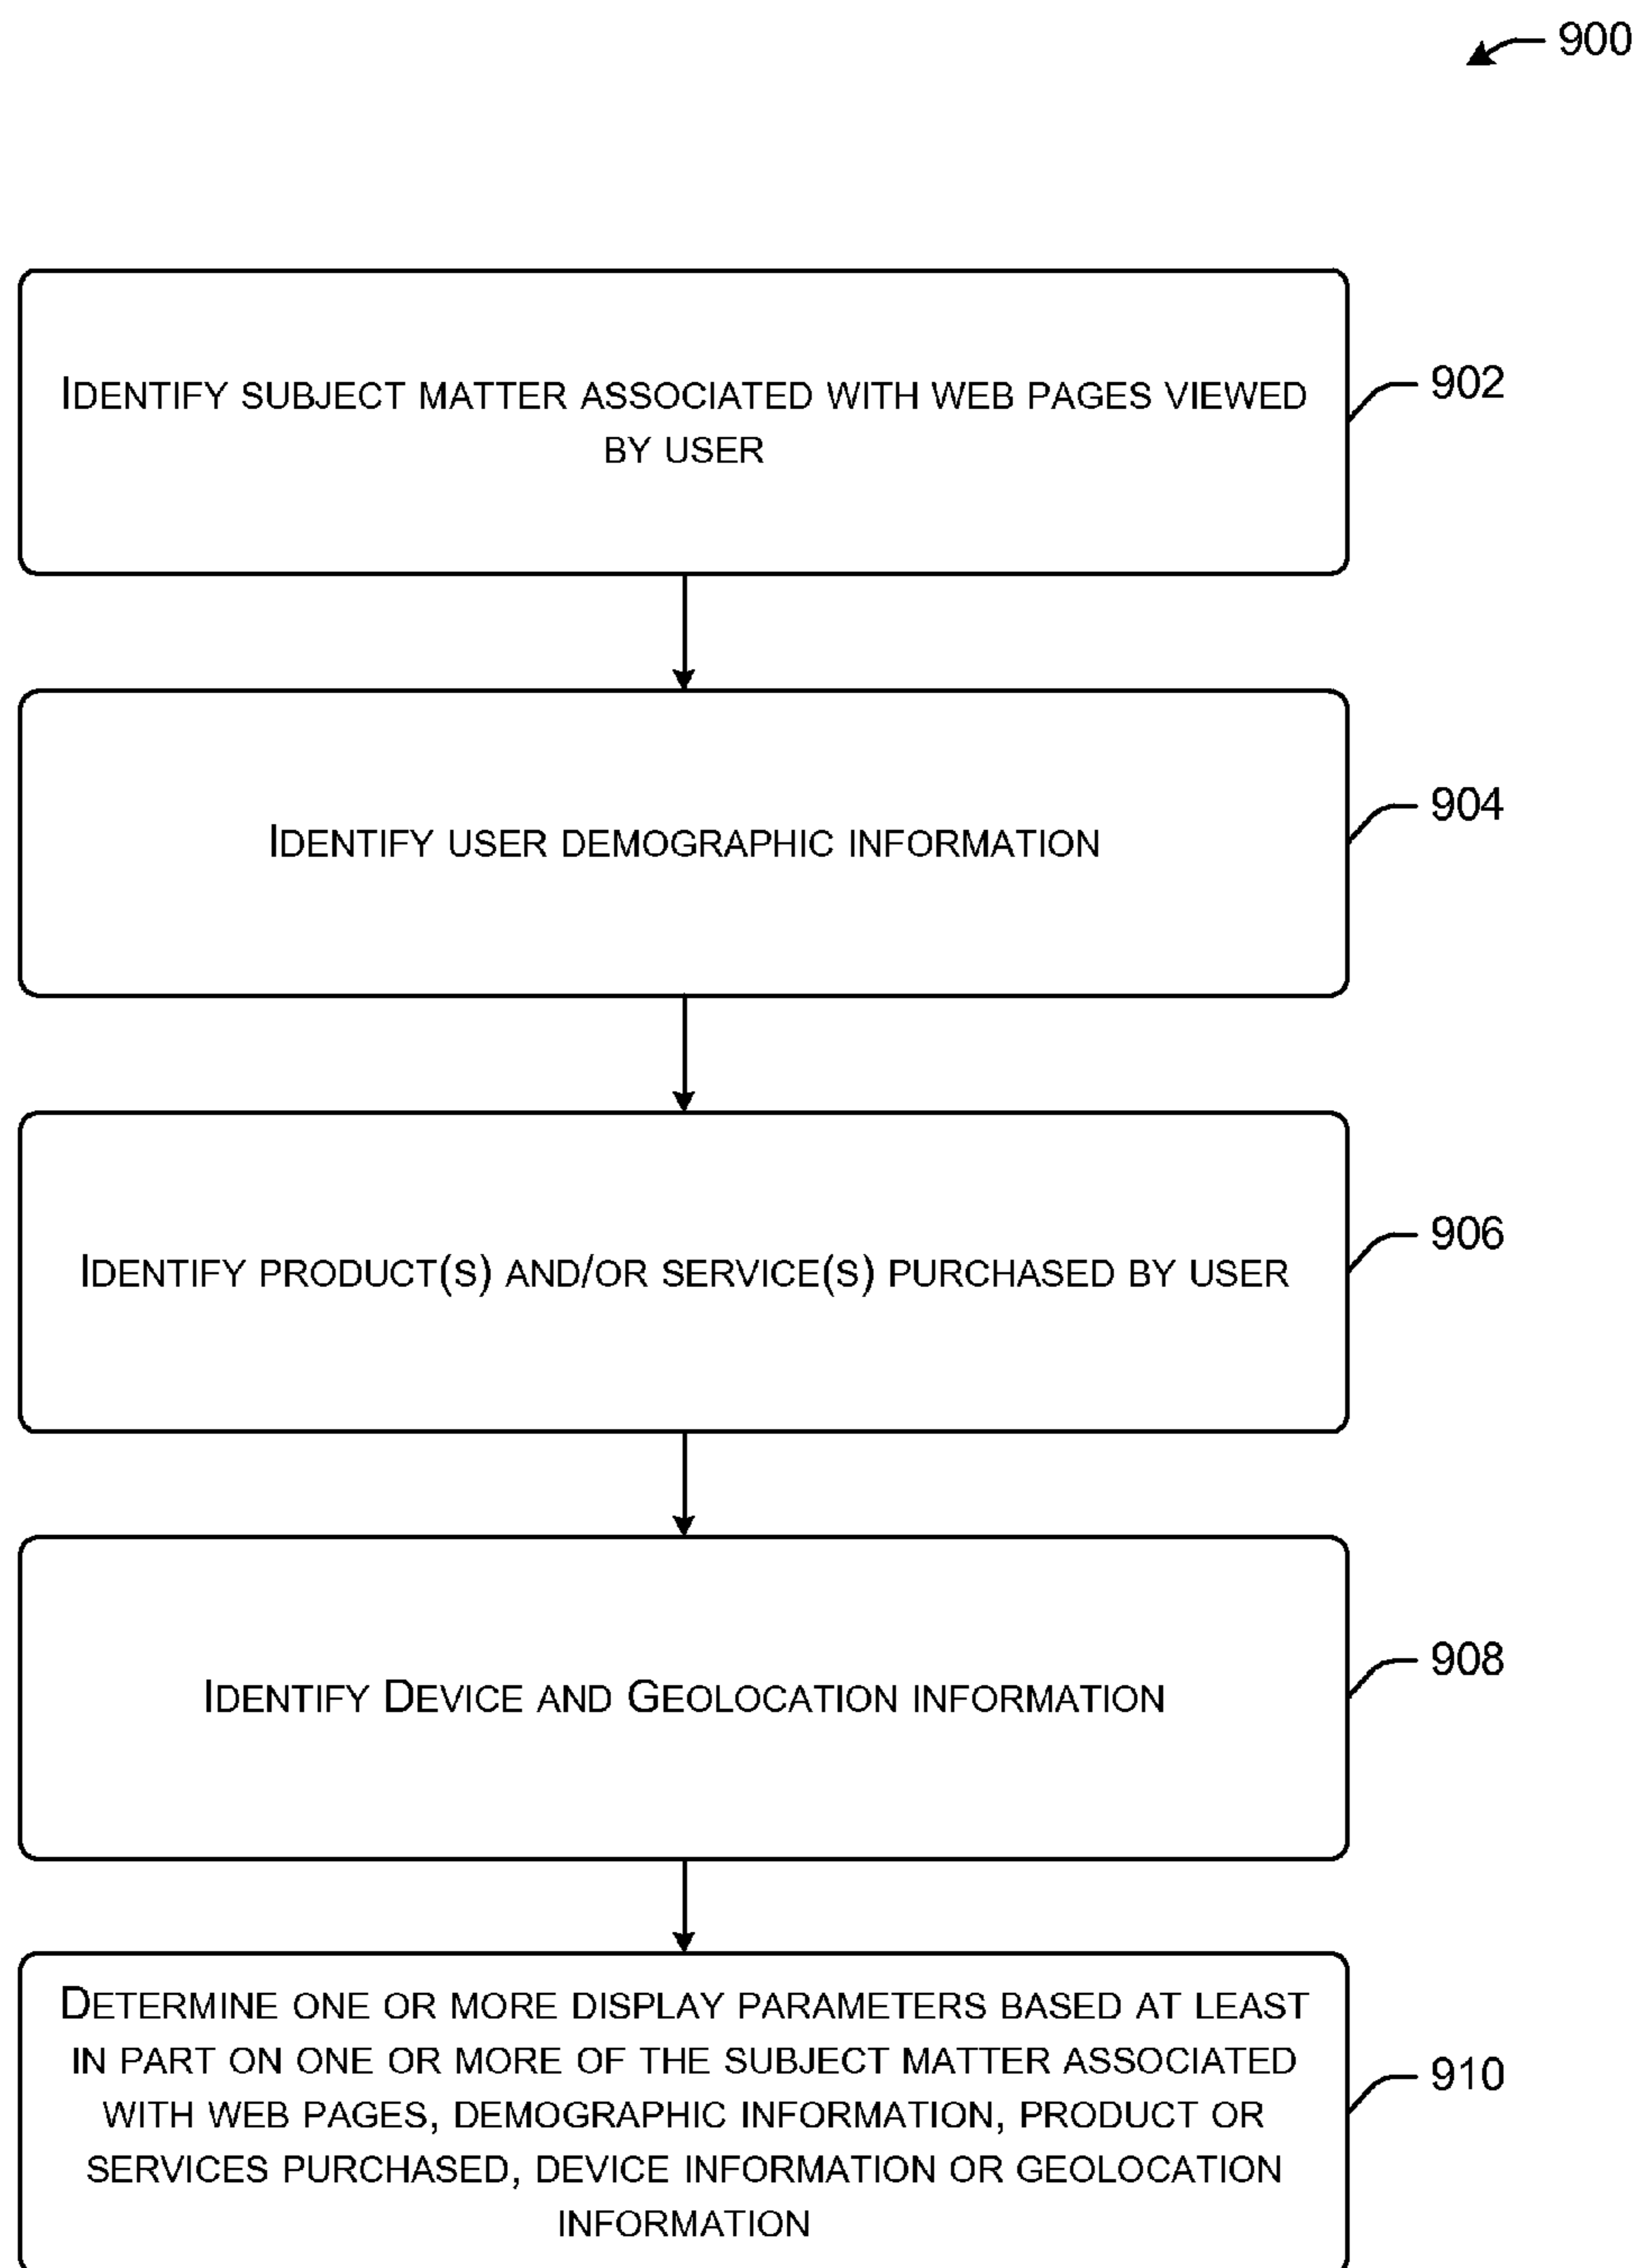 900
IDENTIFY SUBJECT MATTER ASSOCIATED WITH WEB PAGES VIEWED
BY USER
902
IDENTIFY USER DEMOGRAPHIC INFORMATION
904
IDENTIFY PRODUCT(S) AND/OR SERVICE(S) PURCHASED BY USER
906
IDENTIFY DEVICE AND GEOLOCATION INFORMATION
908
DETERMINE ONE OR MORE DISPLAY PARAMETERS BASED AT LEAST
IN PART ON ONE OR MORE OF THE SUBJECT MATTER ASSOCIATED
WITH WEB PAGES, DEMOGRAPHIC INFORMATION, PRODUCT OR
SERVICES PURCHASED, DEVICE INFORMATION OR GEOLOCATION
INFORMATION
910